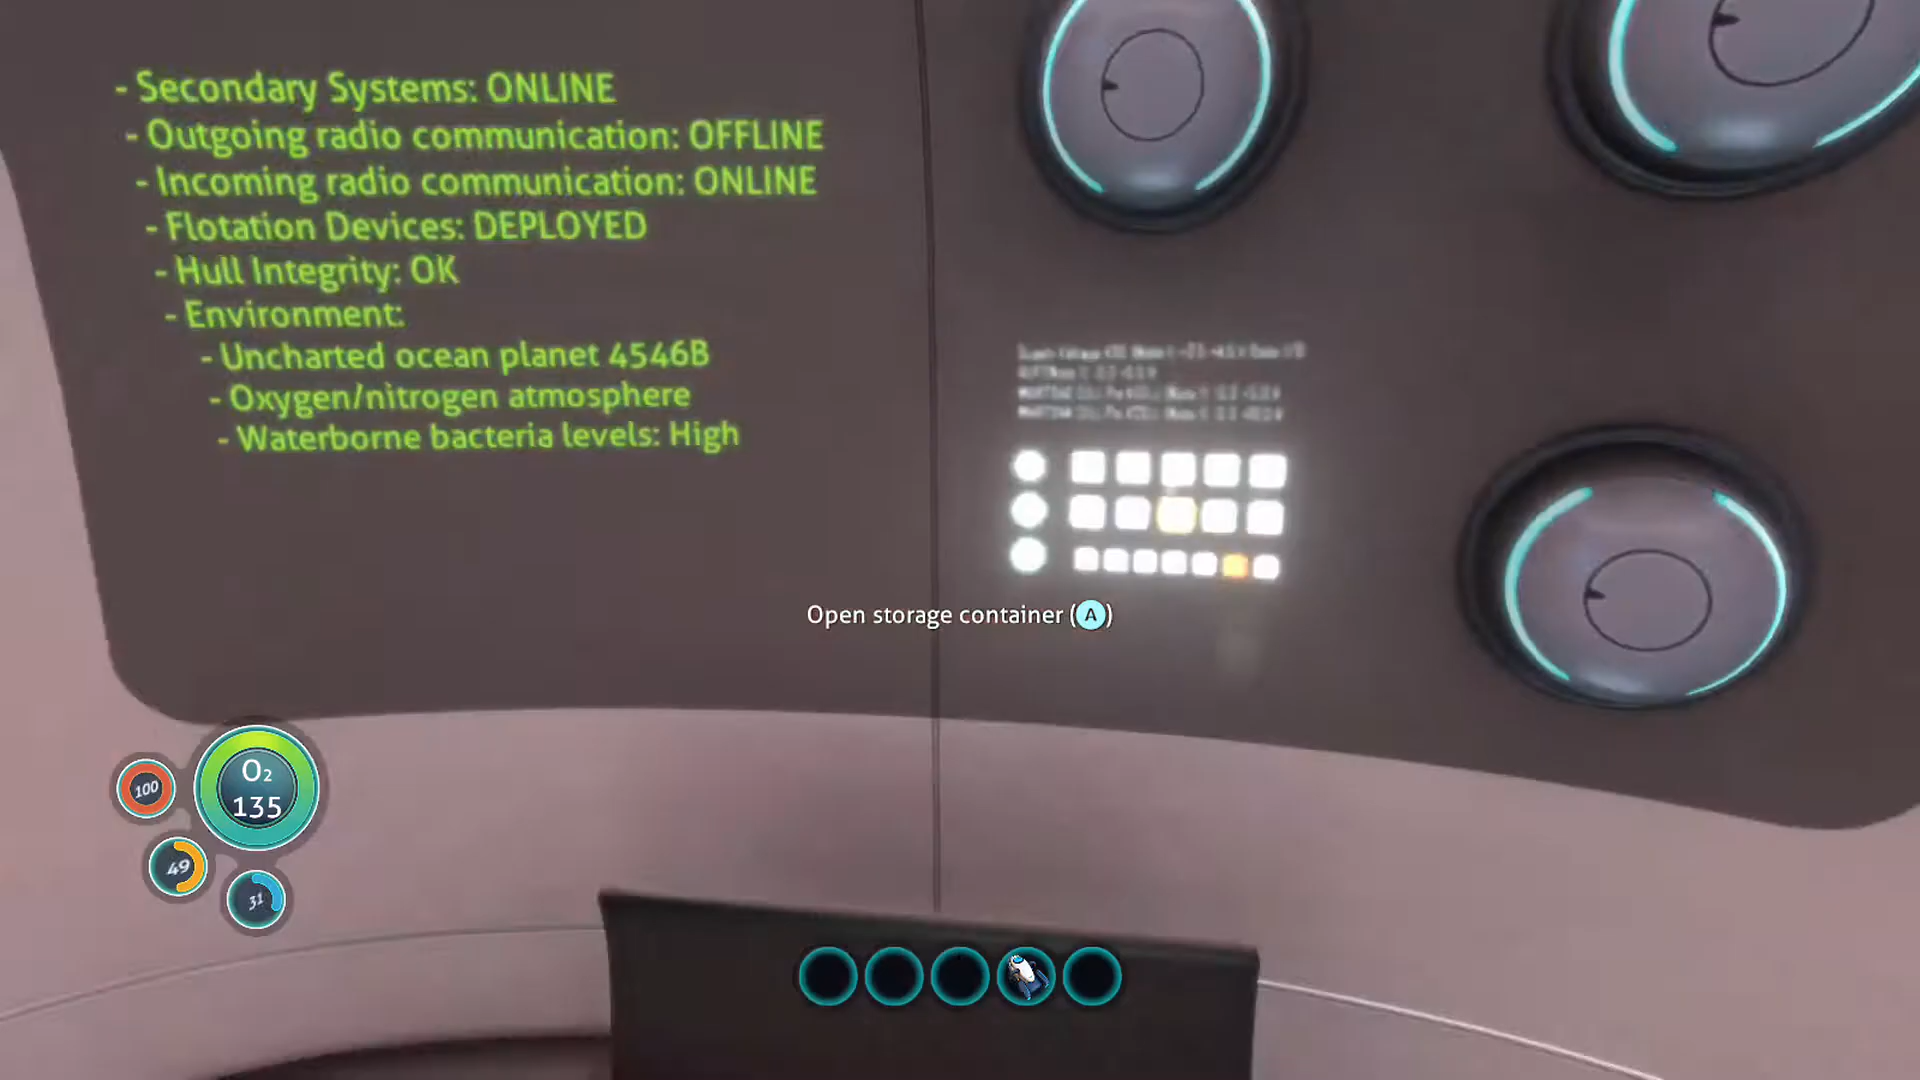 - Secondary Systems: ONLINE
- Outgoing radio communication: OFFLINE
- Incoming radio communication: ONLINE
- Flotation Devices: DEPLOYED
- Hull Integrity: OK
- Environment:
- Uncharted ocean planet 4546B
- Oxygen/nitrogen atmosphere
- Waterborne bacteria levels: High
Open storage container (A)
O₂
135
100
49
31